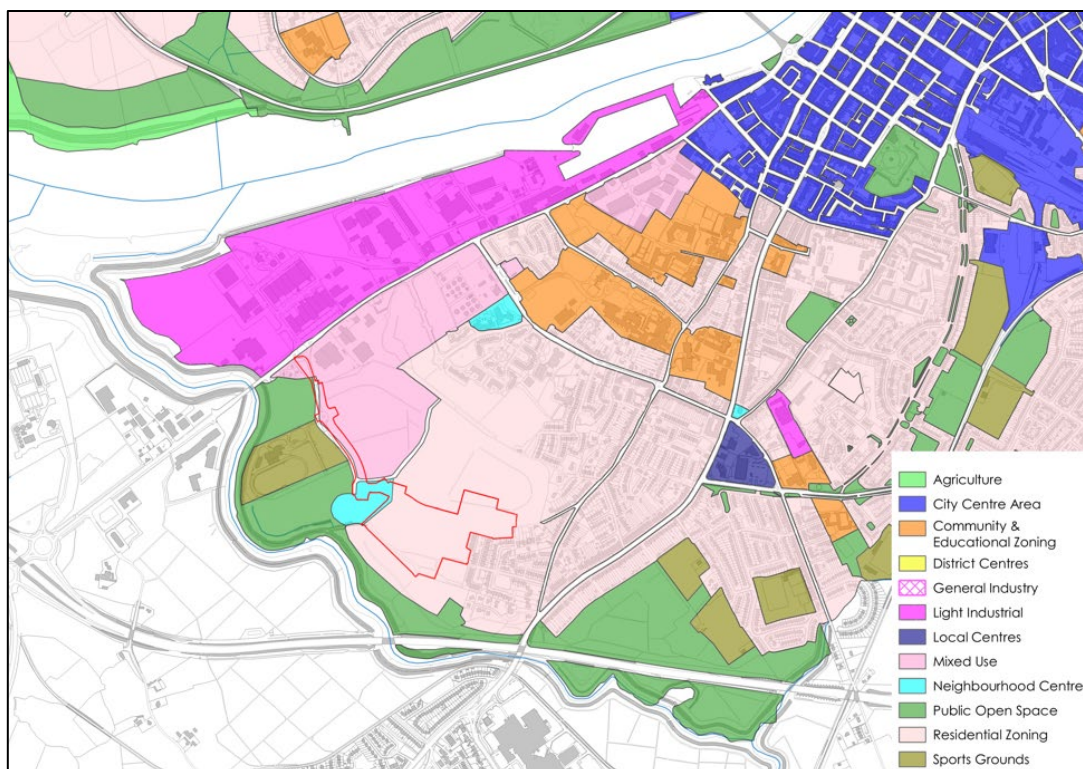 Agriculture
City Centre Area
Community &
Educational Zoning
District Centres
General Industry
Light Industrial
Local Centres
Mixed Use
Neighbourhood Centre
Public Open Space
Residential Zoning
Sports Grounds